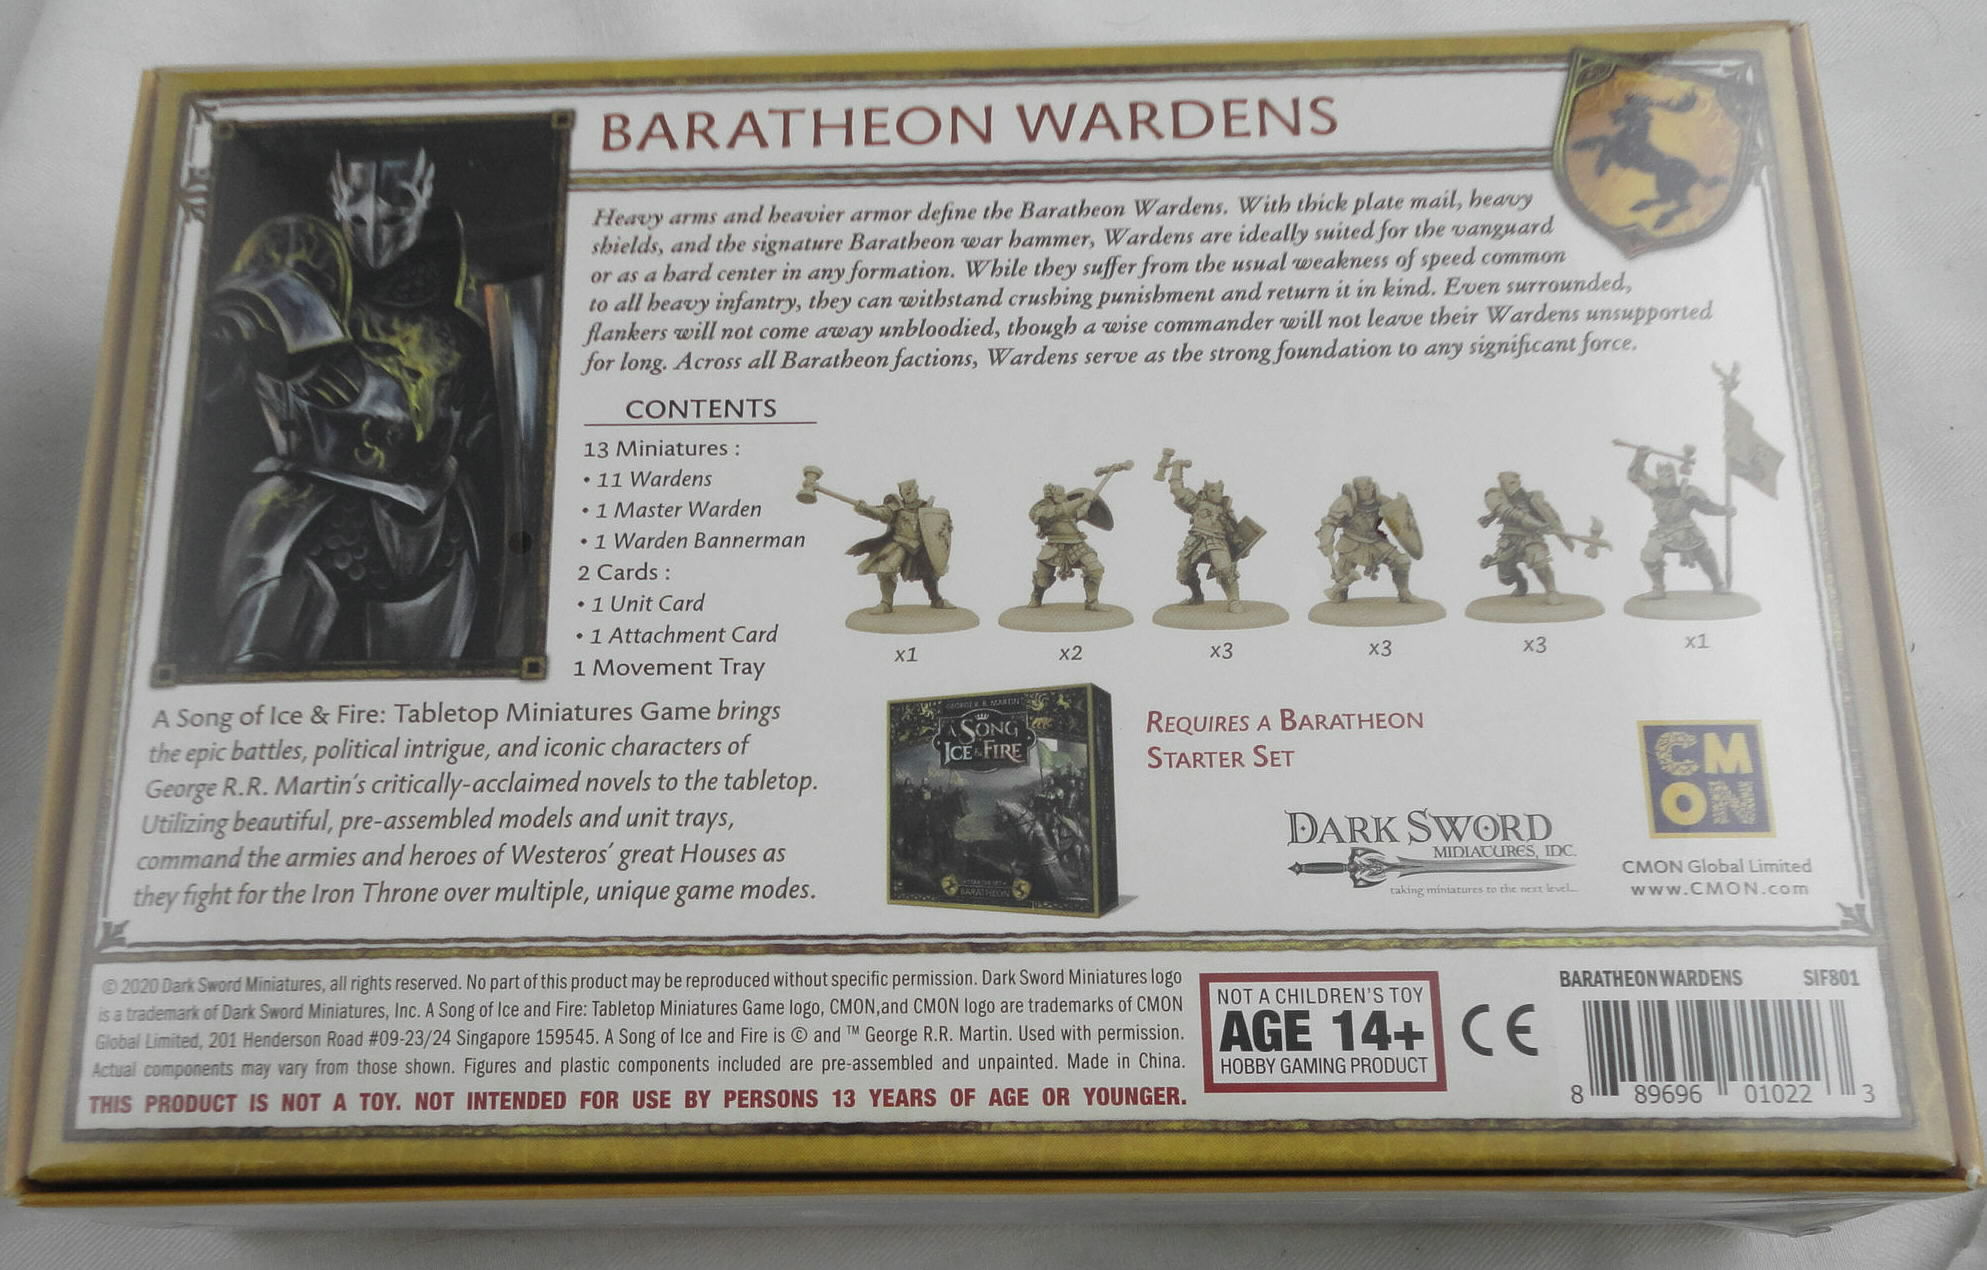 BARATHEON WARDENS
Heavy arms and heavier armor define the Baratheon Wardens. With thick plate mail, heavy
shields, and the signature Baratheon war hammer, Wardens are ideally suited for the vanguard
or as a hard center in any formation. While they suffer from the usual weakness of speed common
to all heavy infantry, they can withstand crushing punishment and return it in kind. Even surrounded,
flankers will not come away unbloodied, though a wise commander will not leave their Wardens unsupported
for long. Across all Baratheon factions, Wardens serve as the strong foundation to any significant force.
CONTENTS
13 Miniatures :
• 11 Wardens
• 1 Master Warden
• 1 Warden Bannerman
2 Cards :
• 1 Unit Card
• 1 Attachment Card
1 Movement Tray
x1
x2
x3
x3
x3
x1
A Song of Ice & Fire: Tabletop Miniatures Game brings
the epic battles, political intrigue, and iconic characters of
George R.R. Martin's critically-acclaimed novels to the tabletop.
Utilizing beautiful, pre-assembled models and unit trays,
command the armies and heroes of Westeros' great Houses as
they fight for the Iron Throne over multiple, unique game modes.
GEORGE R. R. MARTIN
A SONG
ICE & FIRE
STARTER SET
BARATHEON
REQUIRES A BARATHEON
STARTER SET
DARK SWORD
MINIATURES, INC.
taking miniatures to the next level...
CMON
CMON Global Limited
www.CMON.com
© 2020 Dark Sword Miniatures, all rights reserved. No part of this product may be reproduced without specific permission. Dark Sword Miniatures logo
is a trademark of Dark Sword Miniatures, Inc. A Song of Ice and Fire: Tabletop Miniatures Game logo, CMON,and CMON logo are trademarks of CMON
Global Limited, 201 Henderson Road #09-23/24 Singapore 159545. A Song of Ice and Fire is © and ™ George R.R. Martin. Used with permission.
Actual components may vary from those shown. Figures and plastic components included are pre-assembled and unpainted. Made in China.
THIS PRODUCT IS NOT A TOY. NOT INTENDED FOR USE BY PERSONS 13 YEARS OF AGE OR YOUNGER.
NOT A CHILDREN'S TOY
AGE 14+
HOBBY GAMING PRODUCT
CE
BARATHEON WARDENS SIF801
8 89696 01022 3